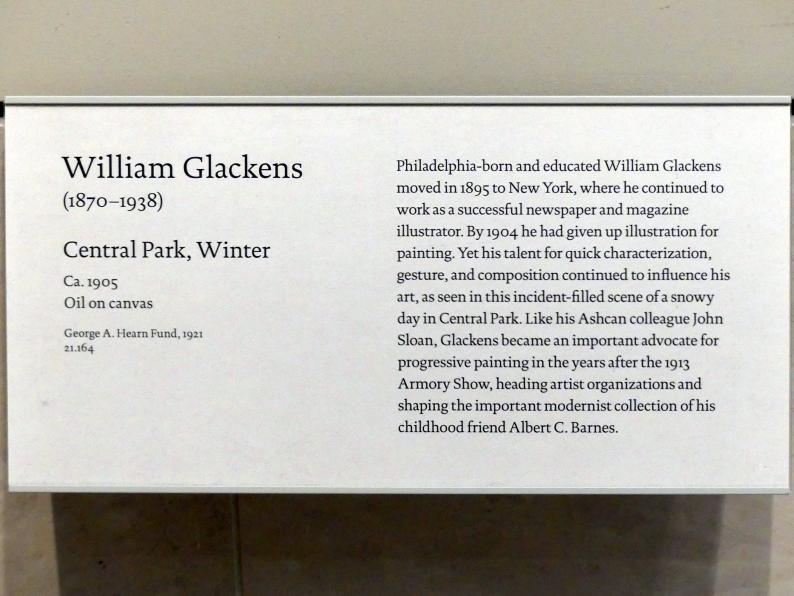 William Glackens
(1870–1938)
Central Park, Winter
Ca. 1905
Oil on canvas
George A. Hearn Fund, 1921
21.164
Philadelphia-born and educated William Glackens
moved in 1895 to New York, where he continued to
work as a successful newspaper and magazine
illustrator. By 1904 he had given up illustration for
painting. Yet his talent for quick characterization,
gesture, and composition continued to influence his
art, as seen in this incident-filled scene of a snowy
day in Central Park. Like his Ashcan colleague John
Sloan, Glackens became an important advocate for
progressive painting in the years after the 1913
Armory Show, heading artist organizations and
shaping the important modernist collection of his
childhood friend Albert C. Barnes.